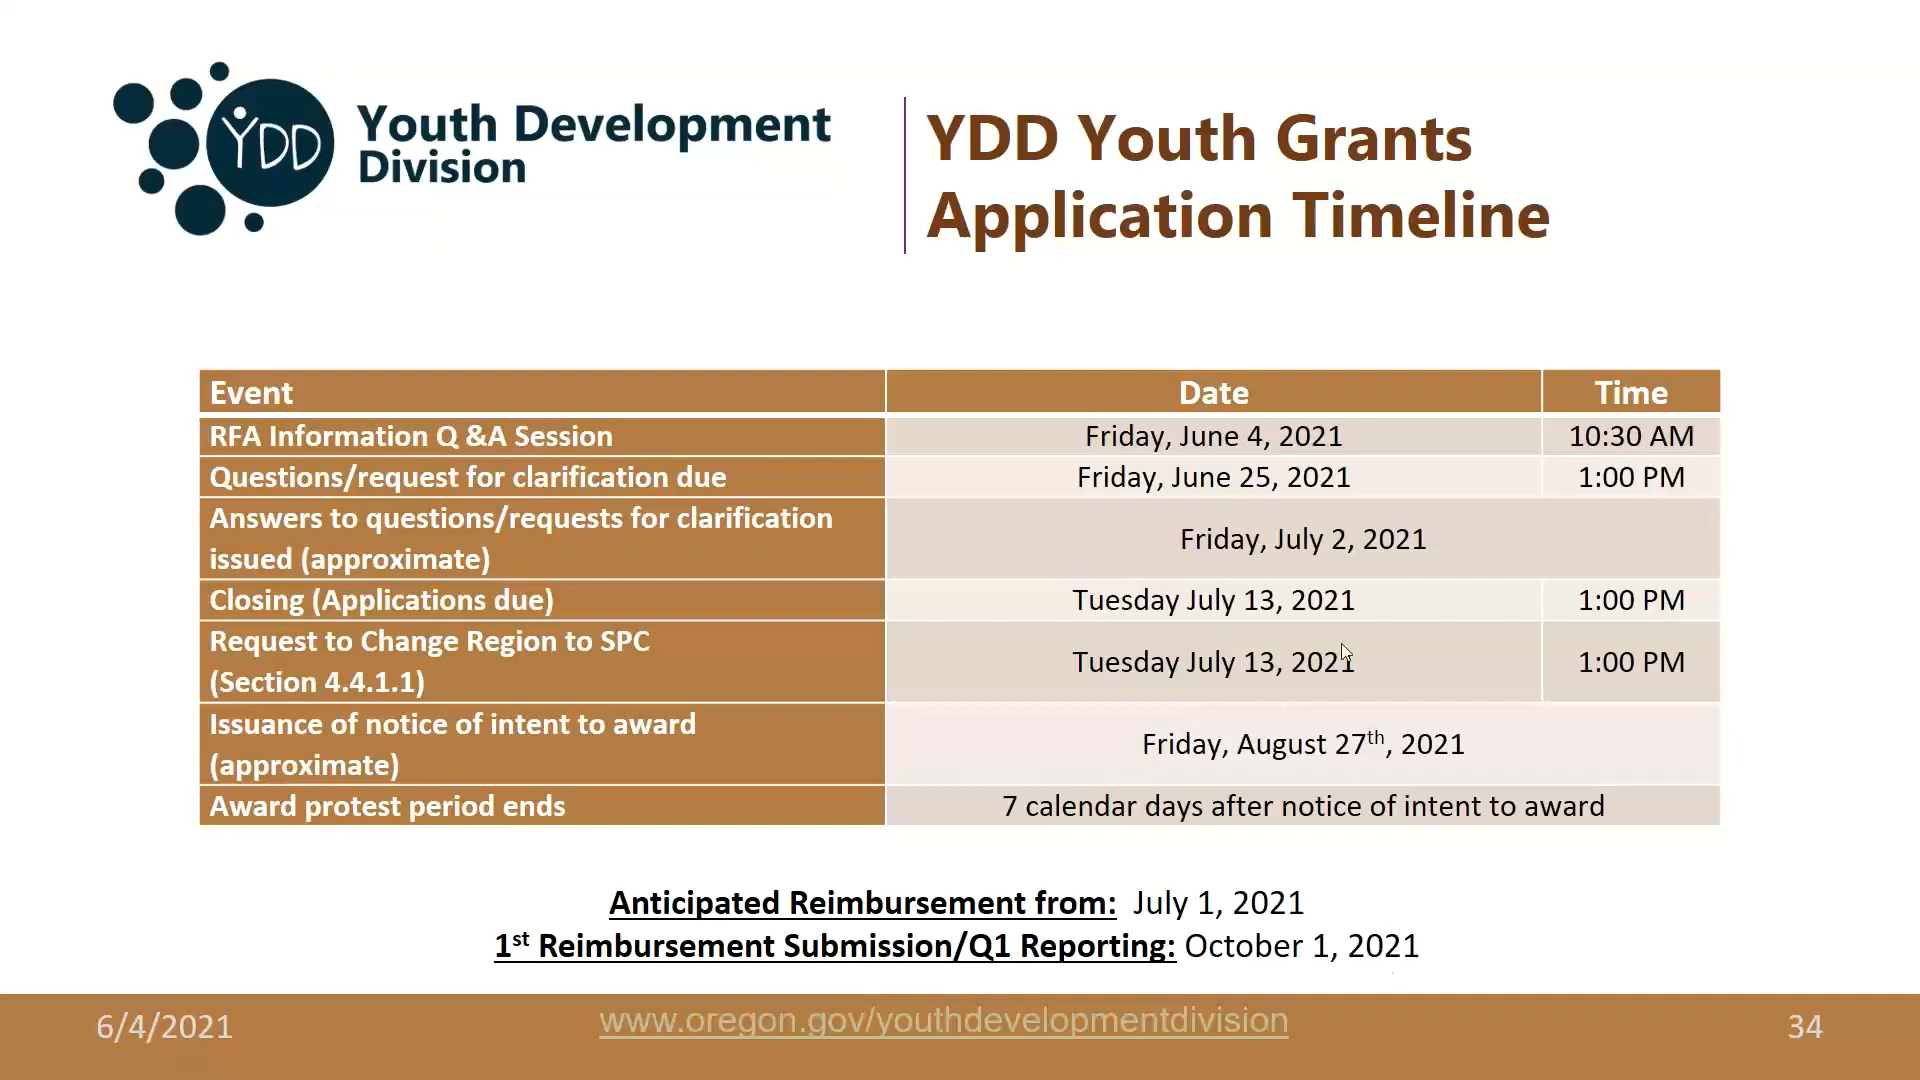 YDD
Youth Development
Division
YDD Youth Grants
Application Timeline
Event Date Time
RFA Information Q &A Session Friday, June 4, 2021 10:30 AM
Questions/request for clarification due Friday, June 25, 2021 1:00 PM
Answers to questions/requests for clarification
issued (approximate) Friday, July 2, 2021
Closing (Applications due) Tuesday July 13, 2021 1:00 PM
Request to Change Region to SPC
(Section 4.4.1.1) Tuesday July 13, 2021 1:00 PM
Issuance of notice of intent to award
(approximate) Friday, August 27th, 2021
Award protest period ends 7 calendar days after notice of intent to award
Anticipated Reimbursement from: July 1, 2021
1st Reimbursement Submission/Q1 Reporting: October 1, 2021
6/4/2021 www.oregon.gov/youthdevelopmentdivision 34